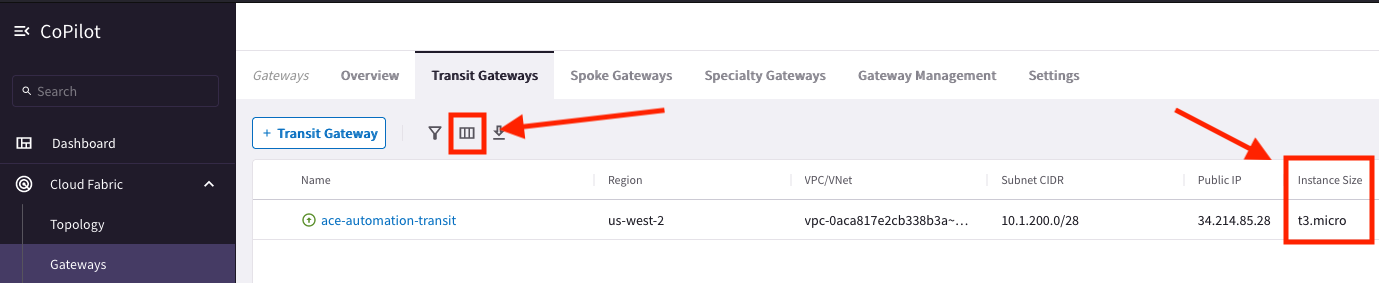 CoPilot
Search
Dashboard
Cloud Fabric
Topology
Gateways
Gateways Overview Transit Gateways Spoke Gateways Specialty Gateways Gateway Management Settings
+ Transit Gateway
Name Region VPC/VNet Subnet CIDR Public IP Instance Size
ace-automation-transit us-west-2 vpc-0aca817e2cb338b3a~... 10.1.200.0/28 34.214.85.28 t3.micro